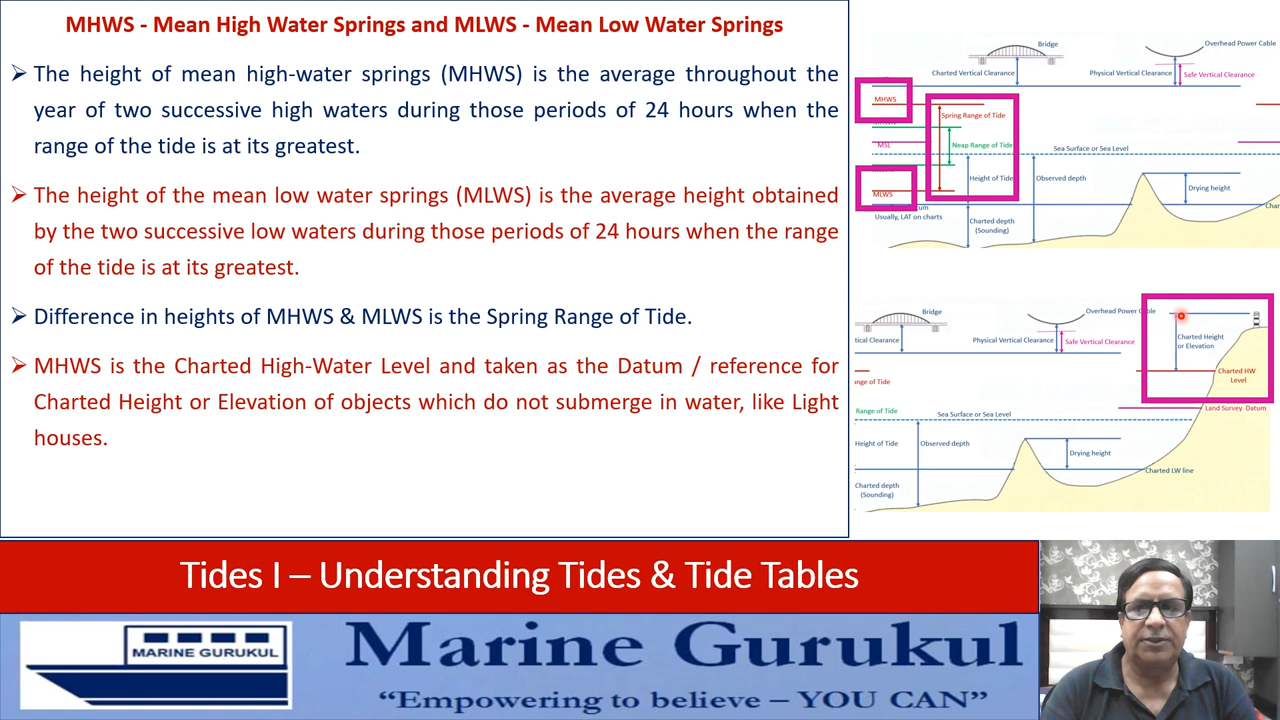 MHWS - Mean High Water Springs and MLWS - Mean Low Water Springs
The height of mean high-water springs (MHWS) is the average throughout the
year of two successive high waters during those periods of 24 hours when the
range of the tide is at its greatest.
The height of the mean low water springs (MLWS) is the average height obtained
by the two successive low waters during those periods of 24 hours when the range
of the tide is at its greatest.
Difference in heights of MHWS & MLWS is the Spring Range of Tide.
MHWS is the Charted High-Water Level and taken as the Datum / reference for
Charted Height or Elevation of objects which do not submerge in water, like Light
houses.
Bridge
Overhead Power Cable
Charted Vertical Clearance
Physical Vertical Clearance
Safe Vertical Clearance
MHWS
Spring Range of Tide
MSL
Neap Range of Tide
Sea Surface or Sea Level
Height of Tide
Observed depth
Drying height
MLWS
Usually, LAT on charts
Charted depth
(Sounding)
Char
Bridge
Overhead Power Cable
tical Clearance
Physical Vertical Clearance
Safe Vertical Clearance
Charted Height
or Elevation
Charted HW
Level
nge of Tide
Land Survey Datum
Range of Tide
Sea Surface or Sea Level
Height of Tide
Observed depth
Drying height
Charted LW line
Charted depth
(Sounding)
Tides I – Understanding Tides & Tide Tables
MARINE GURUKUL
Marine Gurukul
“Empowering to believe – YOU CAN”